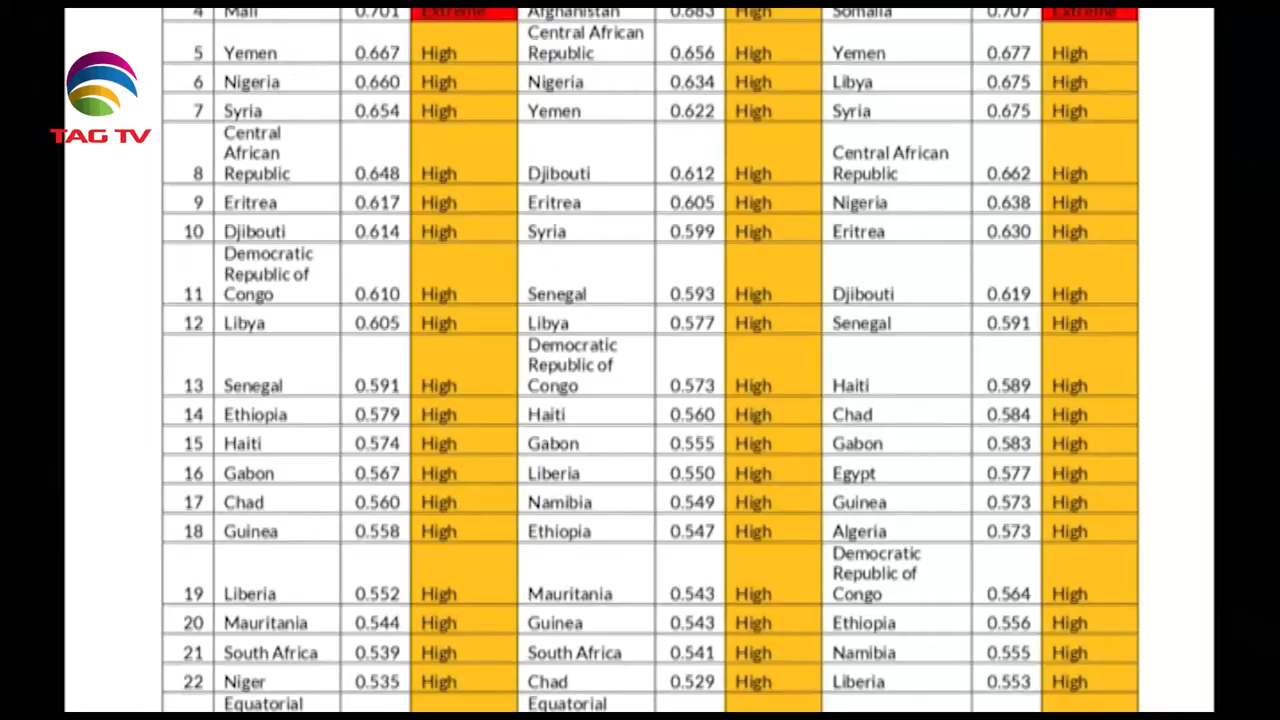 4 Mali 0.701 Extreme Afghanistan 0.683 High Somalia 0.707 Extreme
Central African
5 Yemen 0.667 High Republic 0.656 High Yemen 0.677 High
6 Nigeria 0.660 High Nigeria 0.634 High Libya 0.675 High
7 Syria 0.654 High Yemen 0.622 High Syria 0.675 High
TAG TV
Central
African Central African
8 Republic 0.648 High Djibouti 0.612 High Republic 0.662 High
9 Eritrea 0.617 High Eritrea 0.605 High Nigeria 0.638 High
10 Djibouti 0.614 High Syria 0.599 High Eritrea 0.630 High
Democratic
Republic of
11 Congo 0.610 High Senegal 0.593 High Djibouti 0.619 High
12 Libya 0.605 High Libya 0.577 High Senegal 0.591 High
Democratic
Republic of
13 Senegal 0.591 High Congo 0.573 High Haiti 0.589 High
14 Ethiopia 0.579 High Haiti 0.560 High Chad 0.584 High
15 Haiti 0.574 High Gabon 0.555 High Gabon 0.583 High
16 Gabon 0.567 High Liberia 0.550 High Egypt 0.577 High
17 Chad 0.560 High Namibia 0.549 High Guinea 0.573 High
18 Guinea 0.558 High Ethiopia 0.547 High Algeria 0.573 High
Democratic
Republic of
19 Liberia 0.552 High Mauritania 0.543 High Congo 0.564 High
20 Mauritania 0.544 High Guinea 0.543 High Ethiopia 0.556 High
21 South Africa 0.539 High South Africa 0.541 High Namibia 0.555 High
22 Niger 0.535 High Chad 0.529 High Liberia 0.553 High
Equatorial Equatorial